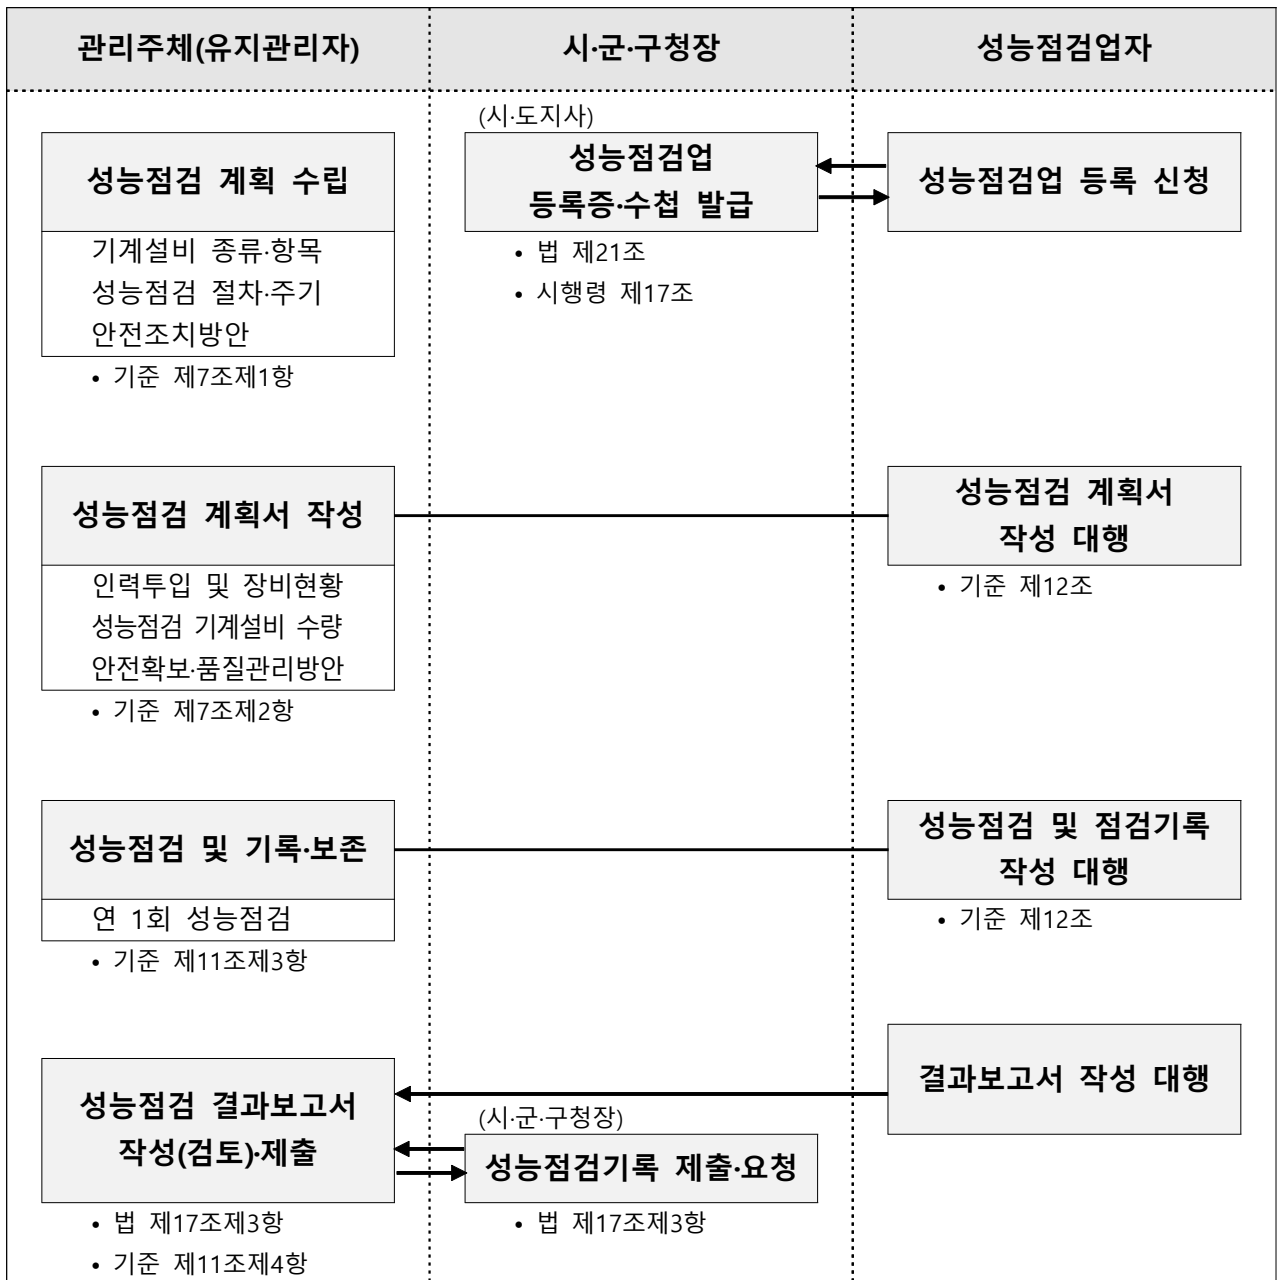 관리주체(유지관리자)
시·군·구청장
성능점검업자
성능점검 계획 수립
기계설비 종류·항목
성능점검 절차·주기
안전조치방안
• 기준 제7조제1항
(시·도지사)
성능점검업
등록증·수첩 발급
• 법 제21조
• 시행령 제17조
성능점검업 등록 신청
성능점검 계획서 작성
인력투입 및 장비현황
성능점검 기계설비 수량
안전확보·품질관리방안
• 기준 제7조제2항
성능점검 계획서
작성 대행
• 기준 제12조
성능점검 및 기록·보존
연 1회 성능점검
• 기준 제11조제3항
성능점검 및 점검기록
작성 대행
• 기준 제12조
성능점검 결과보고서
작성(검토)·제출
• 법 제17조제3항
• 기준 제11조제4항
(시·군·구청장)
성능점검기록 제출·요청
• 법 제17조제3항
결과보고서 작성 대행